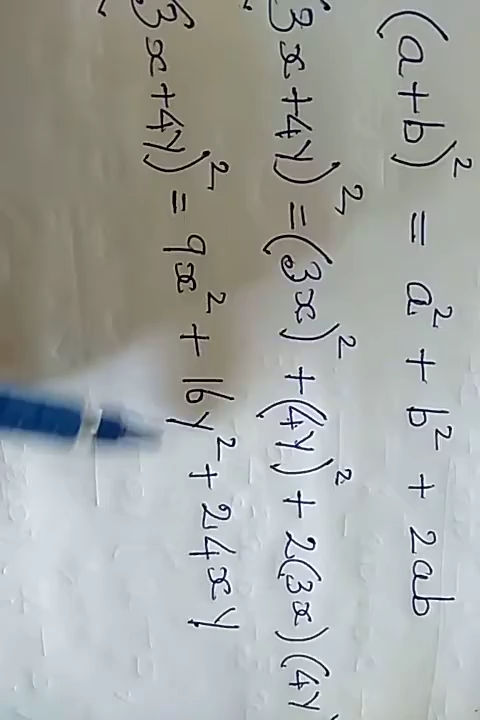 (a+b)² = a² + b² + 2ab
(3x+4y)² = (3x)² + (4y)² + 2(3x)(4y
(3x+4y)² = 9x² + 16y² + 24xy